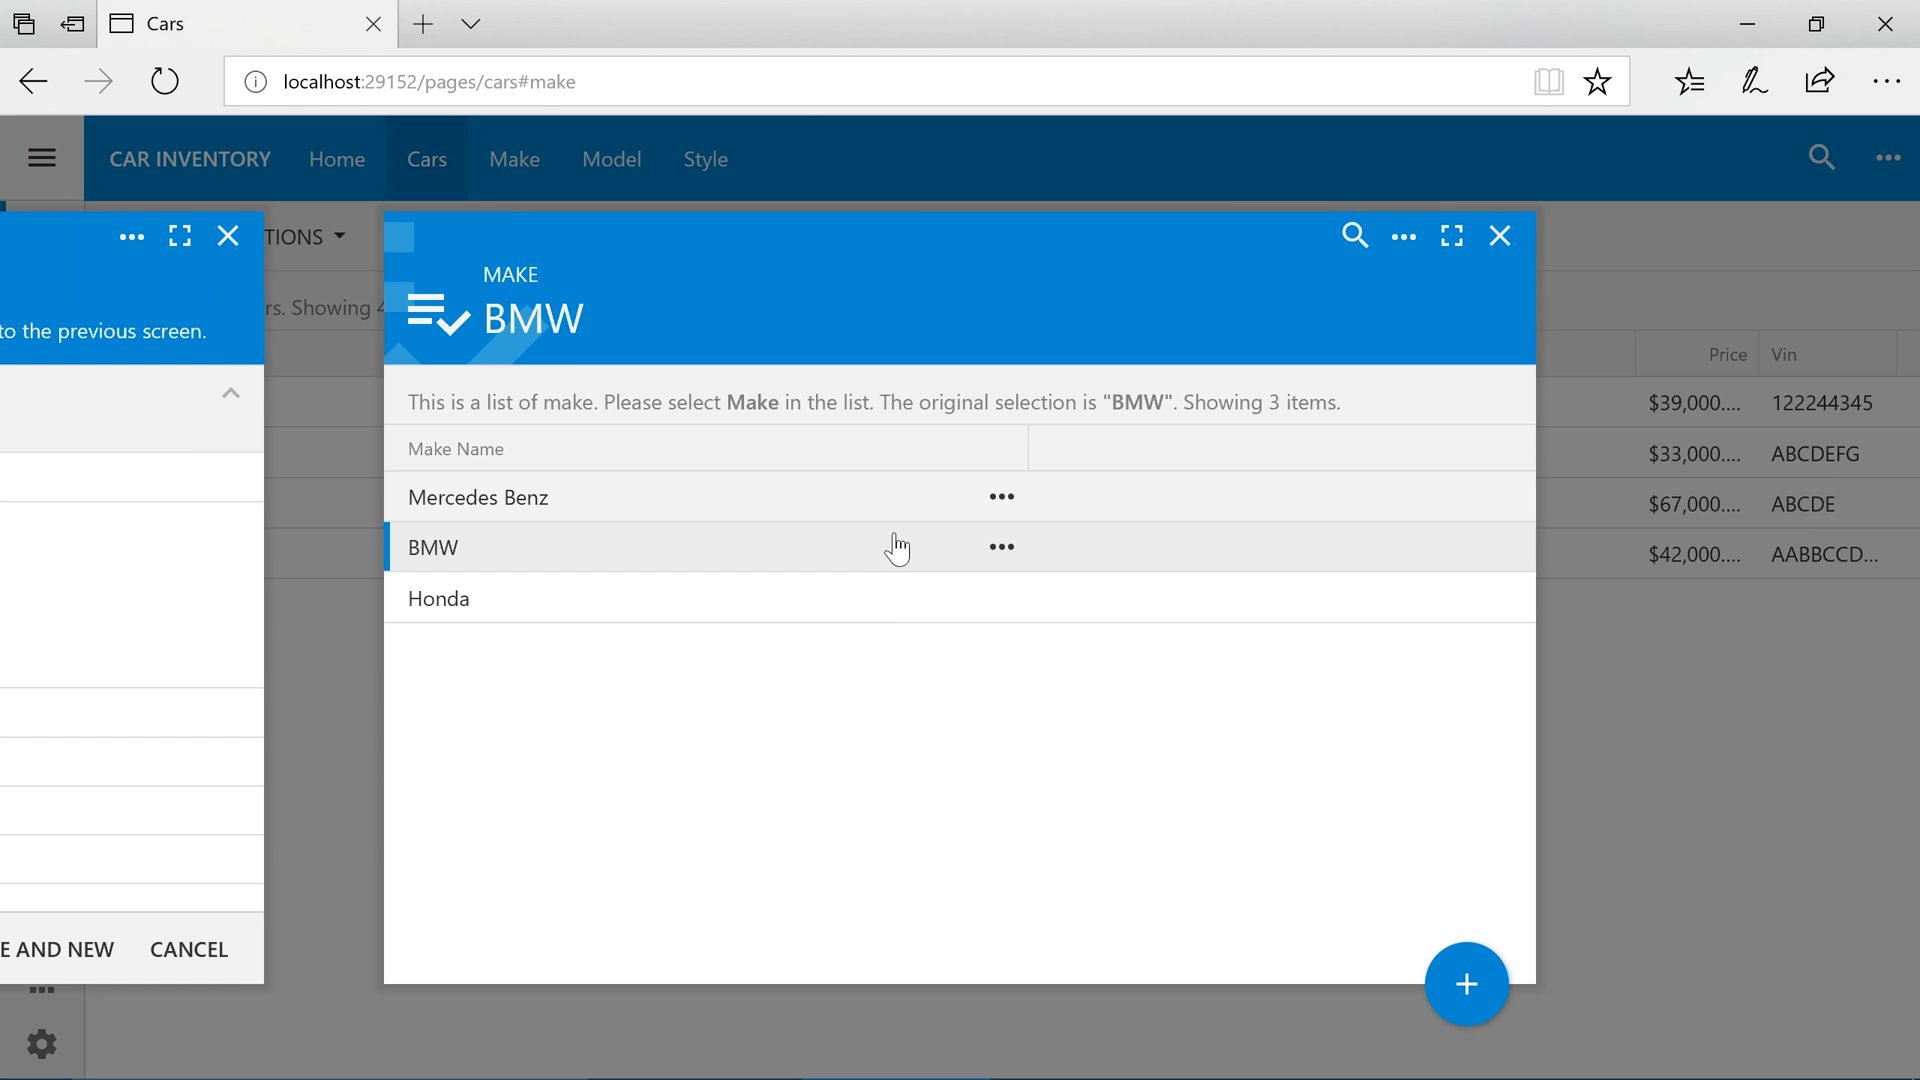 Cars
localhost:29152/pages/cars#make
CAR INVENTORY Home Cars Make Model Style
TIONS
rs. Showing 4
to the previous screen.
E AND NEW CANCEL
MAKE
BMW
This is a list of make. Please select Make in the list. The original selection is "BMW". Showing 3 items.
Make Name
Mercedes Benz
BMW
Honda
Price Vin
$39,000.... 122244345
$33,000.... ABCDEFG
$67,000.... ABCDE
$42,000.... AABBCCD...